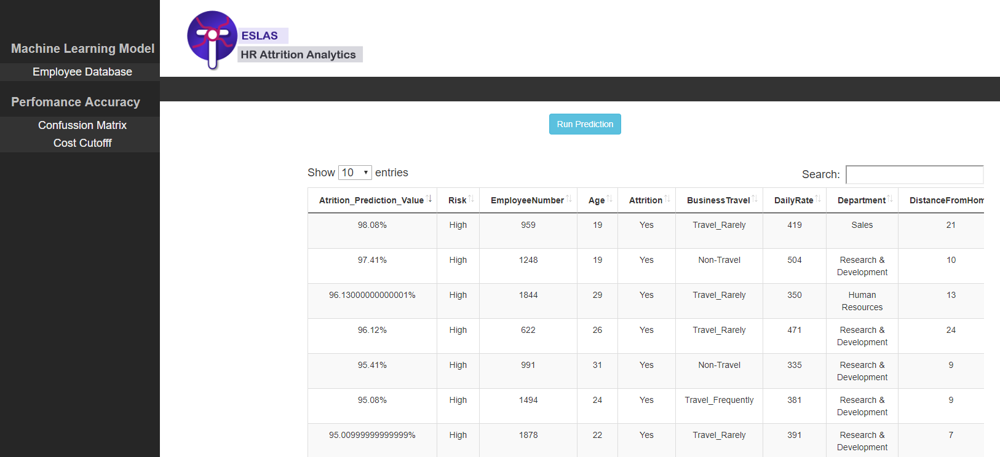 Machine Learning Model
Employee Database
Perfomance Accuracy
Confussion Matrix
Cost Cutofff
ESLAS
HR Attrition Analytics
Run Prediction
Show 10 entries
Search:
Atrition_Prediction_Value Risk EmployeeNumber Age Attrition BusinessTravel DailyRate Department DistanceFromHom
98.08% High 959 19 Yes Travel_Rarely 419 Sales 21
97.41% High 1248 19 Yes Non-Travel 504 Research & 10
Development
96.13000000000001% High 1844 29 Yes Travel_Rarely 350 Human 13
Resources
96.12% High 622 26 Yes Travel_Rarely 471 Research & 24
Development
95.41% High 991 31 Yes Non-Travel 335 Research & 9
Development
95.08% High 1494 24 Yes Travel_Frequently 381 Research & 9
Development
95.00999999999999% High 1878 22 Yes Travel_Rarely 391 Research & 7
Development